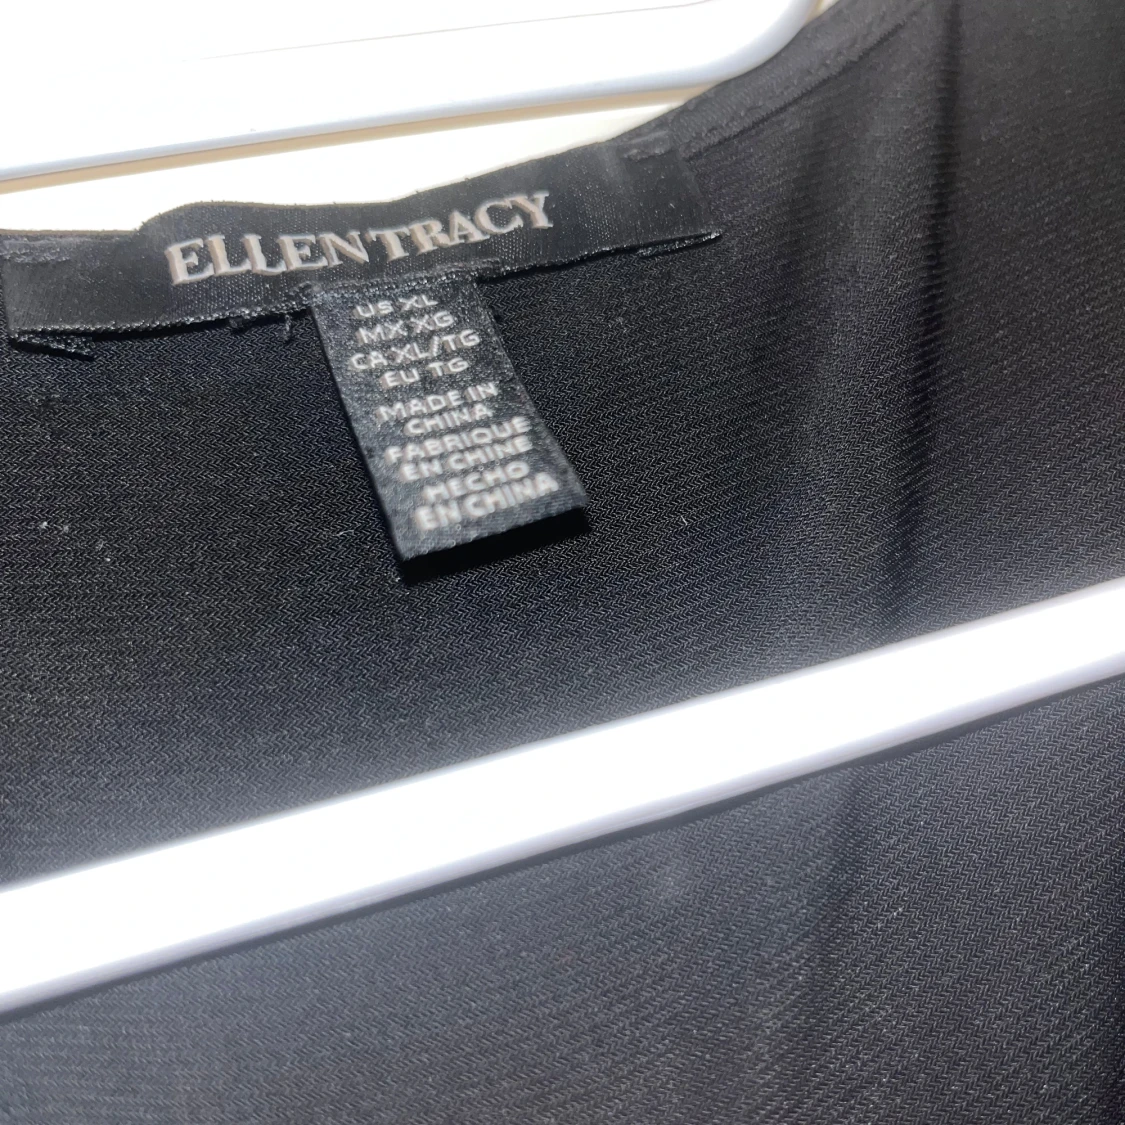 ELLEN TRACY
US XL
MX XG
CA XL/TG
EU TG
MADE IN
CHINA
FABRIQUE
EN CHINE
HECHO
EN CHINA